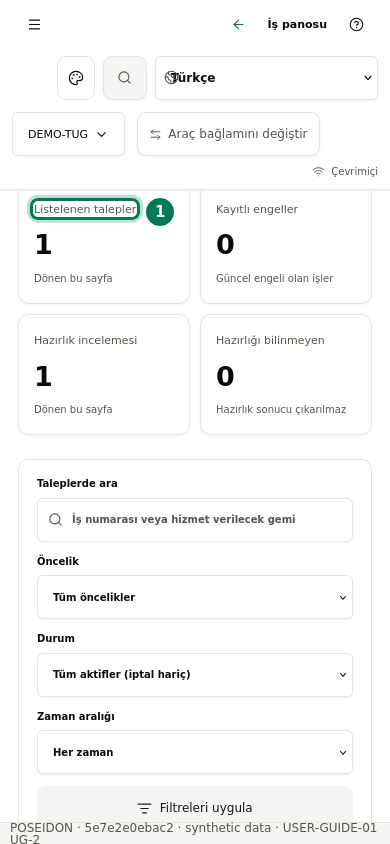 İş panosu
Türkçe
DEMO-TUG
Araç bağlamını değiştir
Çevrimiçi
Listelenen talepler
1
1
Dönen bu sayfa
Kayıtlı engeller
0
Güncel engeli olan işler
Hazırlık incelemesi
1
Dönen bu sayfa
Hazırlığı bilinmeyen
0
Hazırlık sonucu çıkarılmaz
Taleplerde ara
İş numarası veya hizmet verilecek gemi
Öncelik
Tüm öncelikler
Durum
Tüm aktifler (iptal hariç)
Zaman aralığı
Her zaman
Filtreleri uygula
POSEIDON · 5e7e2e0ebac2 · synthetic data · USER-GUIDE-01
UG-2